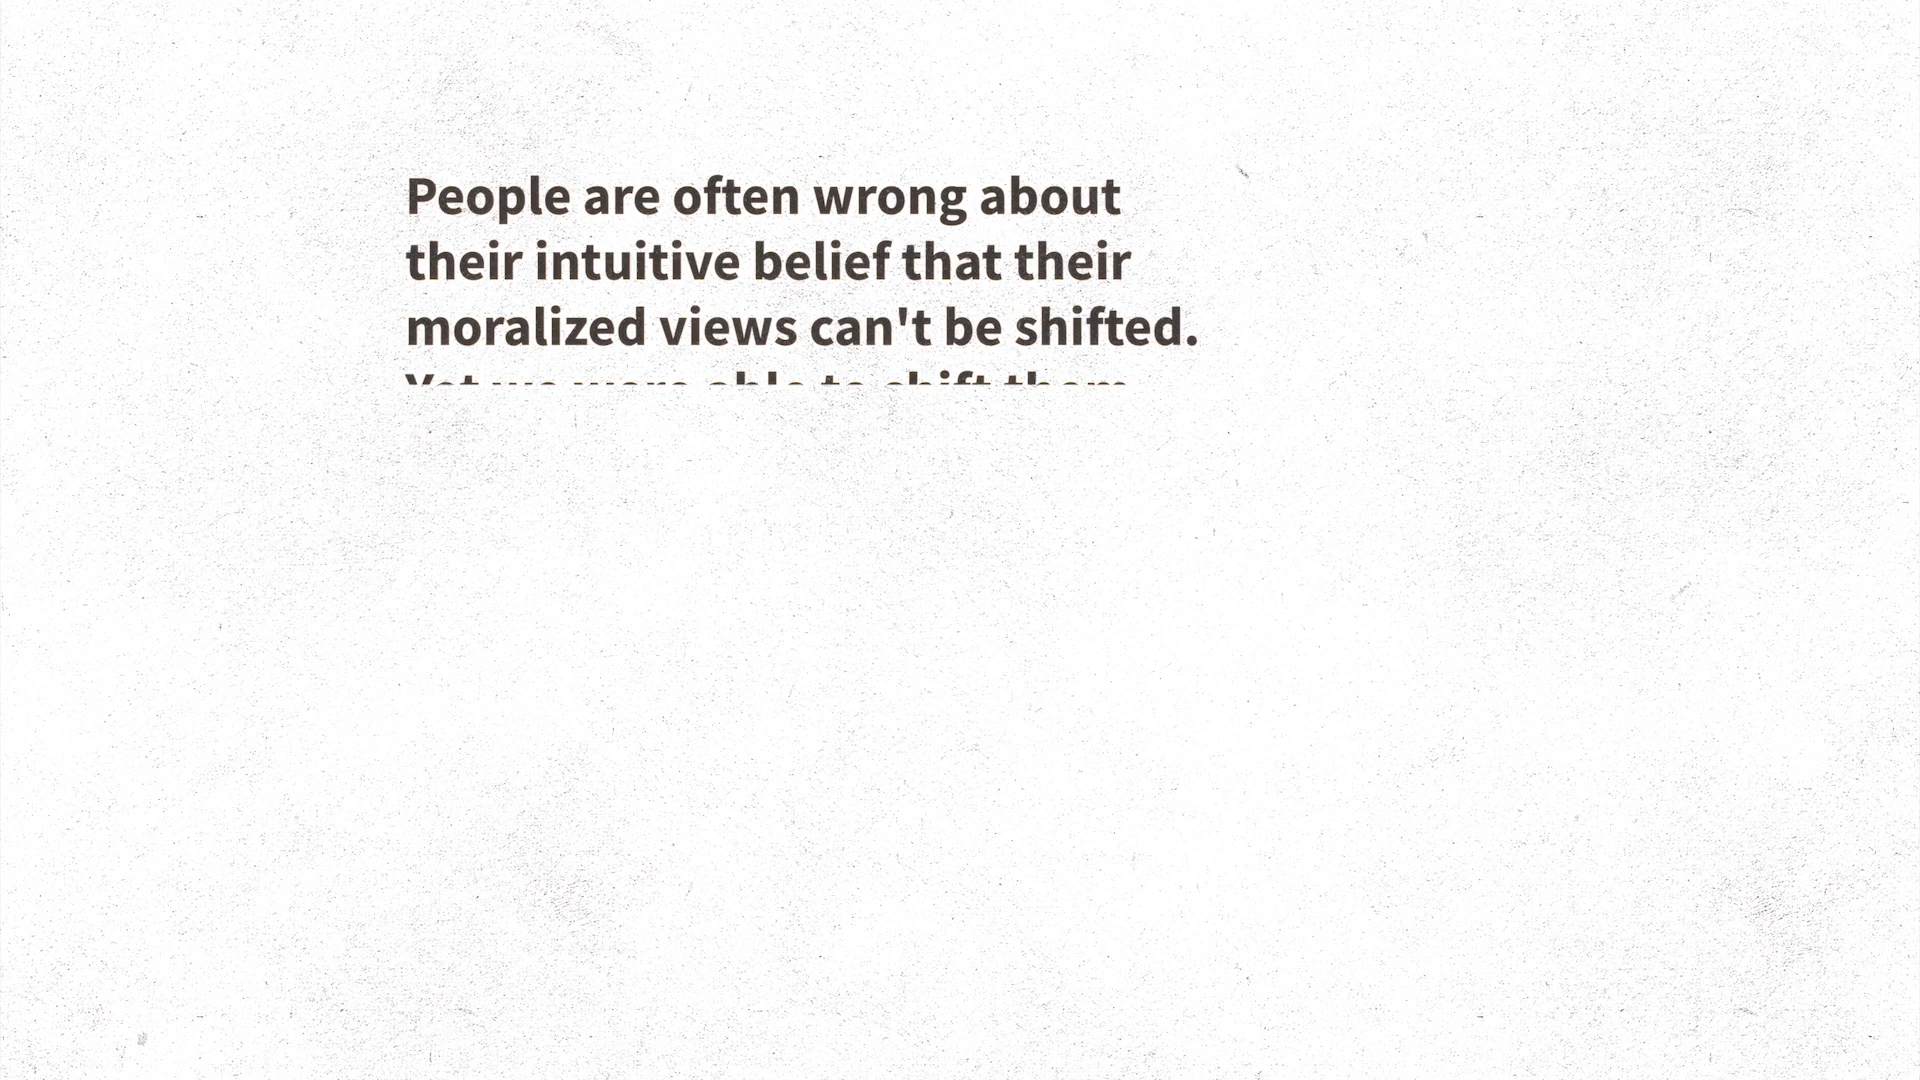 People are often wrong about
their intuitive belief that their
moralized views can't be shifted.
Yet we were able to shift them